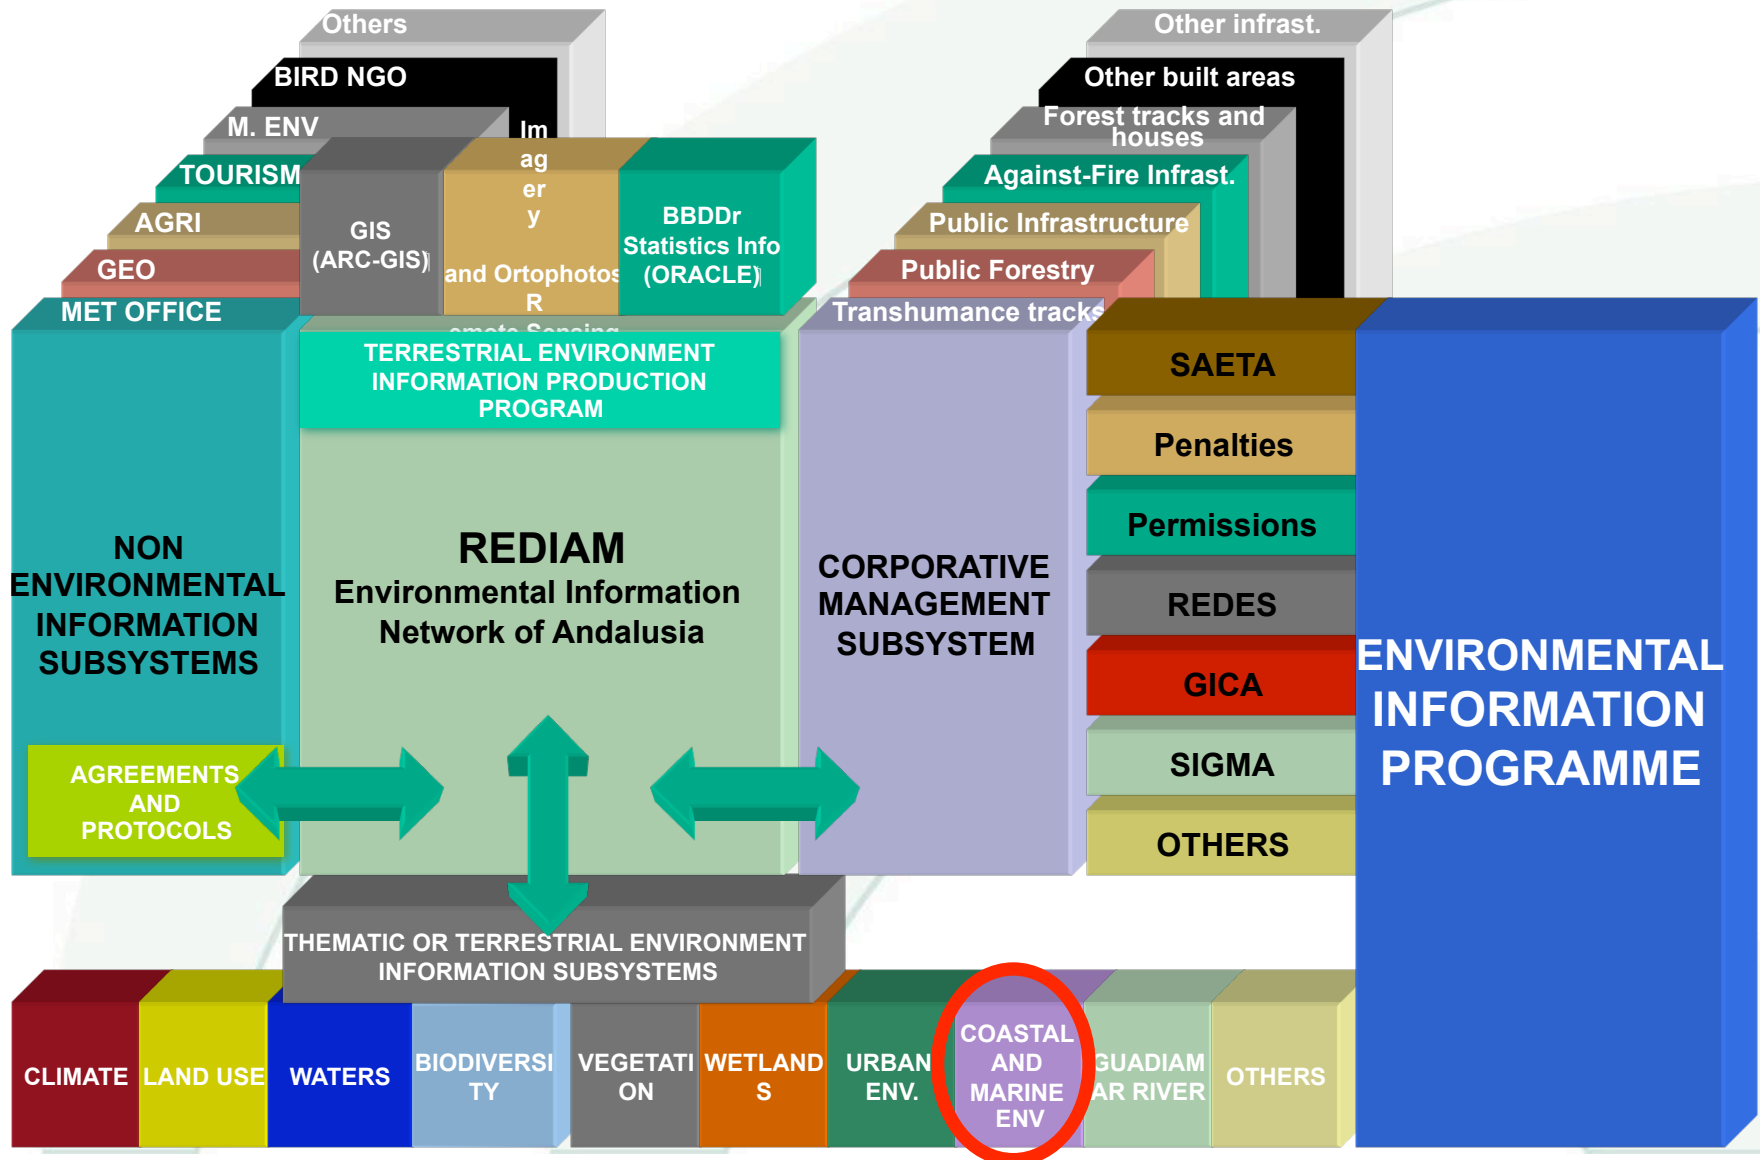 Others
BIRD NGO
M. ENV
TOURISM
AGRI
GEO
MET OFFICE
GIS
(ARC-GIS)
Im
ag
er
y
and Ortophotos
R
emote Sensing
BBDDr
Statistics Info
(ORACLE)
Other infrast.
Other built areas
Forest tracks and
houses
Against-Fire Infrast.
Public Infrastructure
Public Forestry
Transhumance tracks
TERRESTRIAL ENVIRONMENT
INFORMATION PRODUCTION
PROGRAM
NON
ENVIRONMENTAL
INFORMATION
SUBSYSTEMS
REDIAM
Environmental Information
Network of Andalusia
CORPORATIVE
MANAGEMENT
SUBSYSTEM
SAETA
Penalties
Permissions
REDES
GICA
SIGMA
OTHERS
ENVIRONMENTAL
INFORMATION
PROGRAMME
AGREEMENTS
AND
PROTOCOLS
THEMATIC OR TERRESTRIAL ENVIRONMENT
INFORMATION SUBSYSTEMS
CLIMATE
LAND USE
WATERS
BIODIVERSI
TY
VEGETATI
ON
WETLAND
S
URBAN
ENV.
COASTAL
AND
MARINE
ENV
GUADIAM
AR RIVER
OTHERS